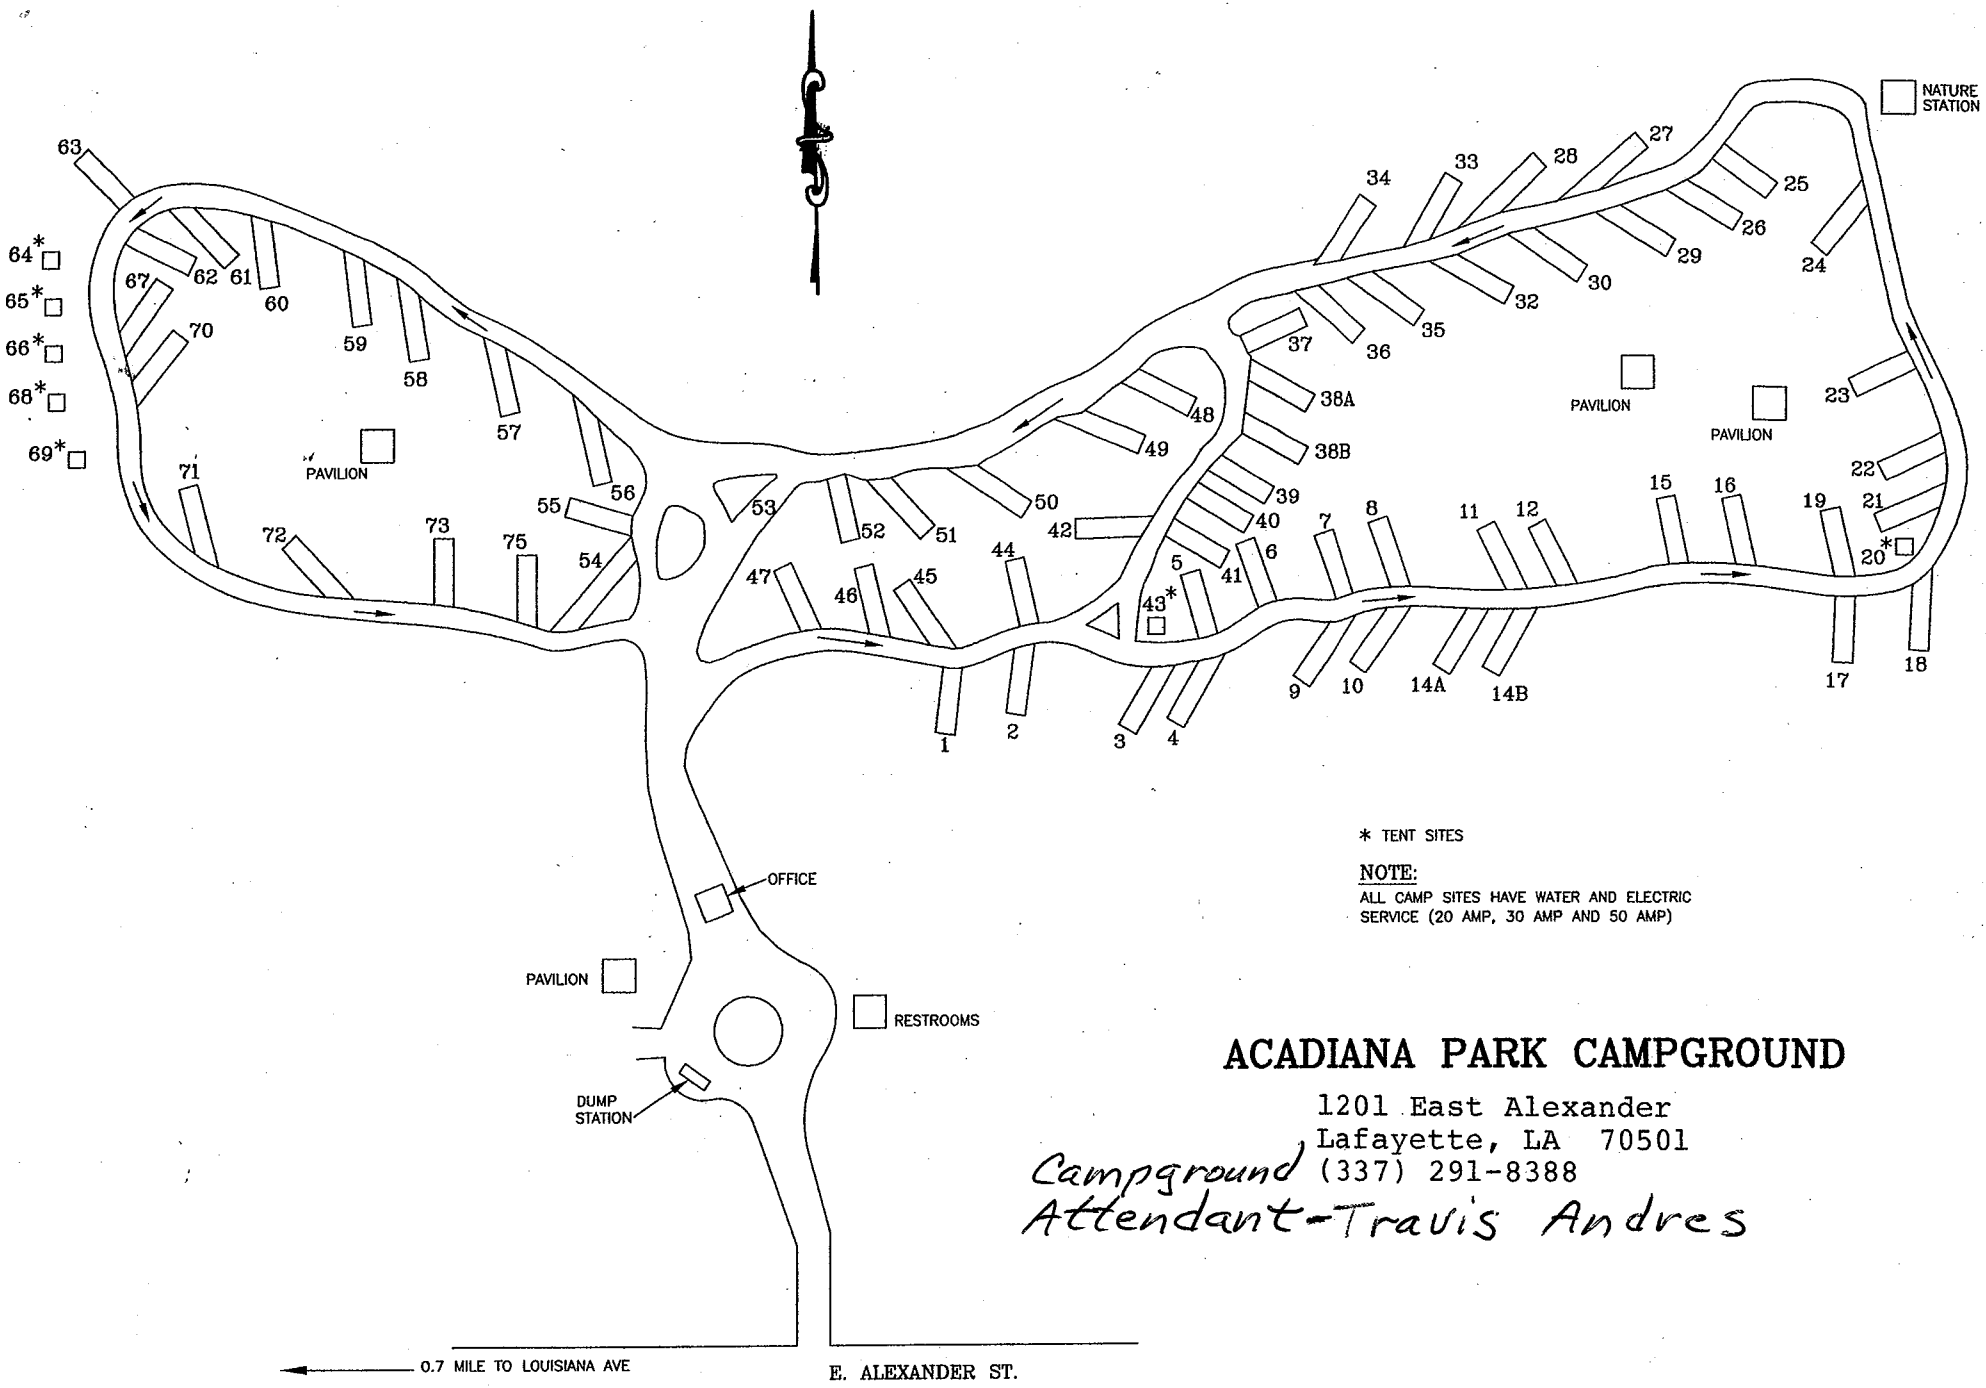 NATURE
STATION
63
64*
65*
66*
68*
69*
67
62
61
60
70
59
58
57
56
55
54
53
71
72
73
75
PAVILION
34
33
28
27
25
26
29
30
32
35
36
37
24
23
22
21
20*
19
18
17
38A
38B
39
40
41
42
48
49
50
51
52
PAVILION
PAVILION
47
46
45
44
43*
5
6
7
8
11
12
15
16
1
2
3
4
9
10
14A
14B
OFFICE
PAVILION
RESTROOMS
DUMP
STATION
* TENT SITES
NOTE:
ALL CAMP SITES HAVE WATER AND ELECTRIC
SERVICE (20 AMP, 30 AMP AND 50 AMP)
ACADIANA PARK CAMPGROUND
1201 East Alexander
Lafayette, LA 70501
(337) 291-8388
Campground
Attendant-Travis Andres
0.7 MILE TO LOUISIANA AVE
E. ALEXANDER ST.